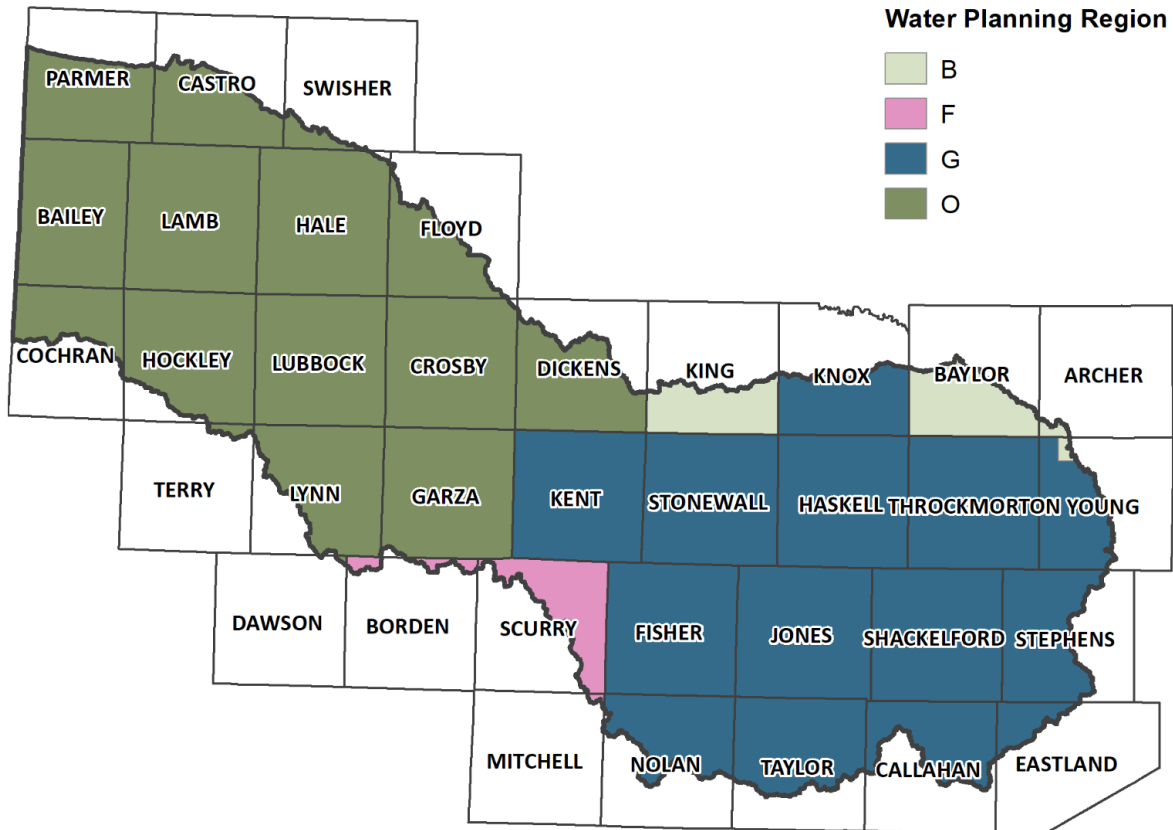 Water Planning Region
B
F
G
O
PARMER
CASTRO
SWISHER
BAILEY
LAMB
HALE
FLOYD
COCHRAN
HOCKLEY
LUBBOCK
CROSBY
DICKENS
KING
KNOX
BAYLOR
ARCHER
TERRY
LYNN
GARZA
KENT
STONEWALL
HASKELL
THROCKMORTON
YOUNG
DAWSON
BORDEN
SCURRY
FISHER
JONES
SHACKELFORD
STEPHENS
MITCHELL
NOLAN
TAYLOR
CALLAHAN
EASTLAND